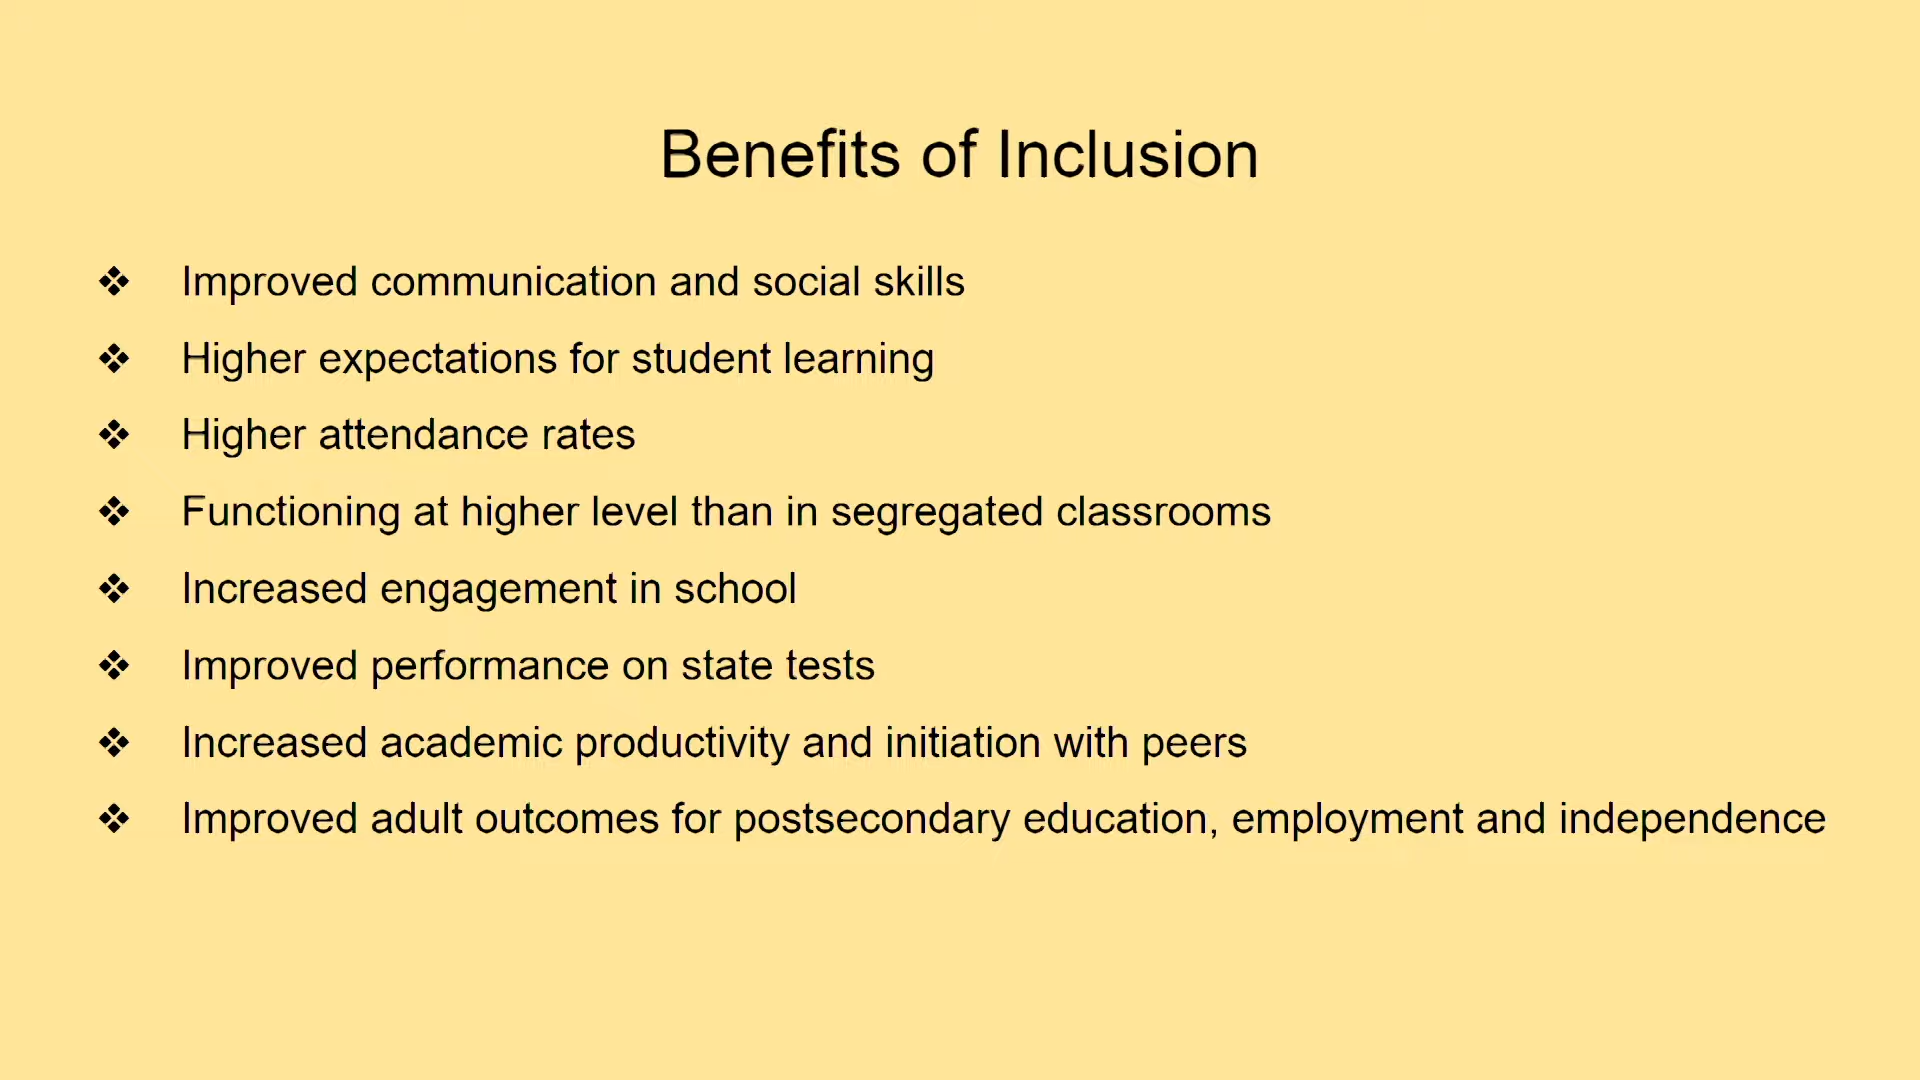 Benefits of Inclusion
❖ Improved communication and social skills
❖ Higher expectations for student learning
❖ Higher attendance rates
❖ Functioning at higher level than in segregated classrooms
❖ Increased engagement in school
❖ Improved performance on state tests
❖ Increased academic productivity and initiation with peers
❖ Improved adult outcomes for postsecondary education, employment and independence